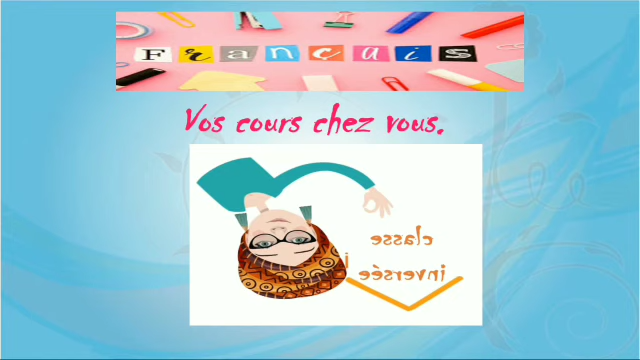 Français
Vos cours chez vous.
classe
inversée